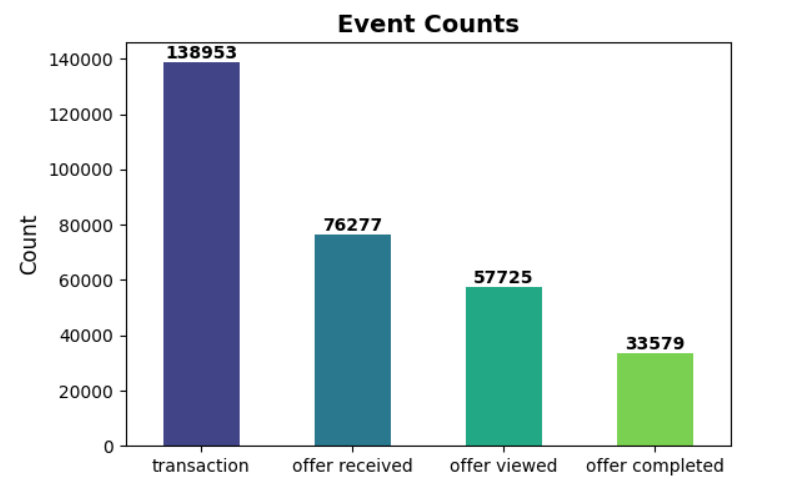 Event Counts
138953
76277
57725
33579
140000
120000
100000
80000
60000
40000
20000
0
Count
transaction
offer received
offer viewed
offer completed